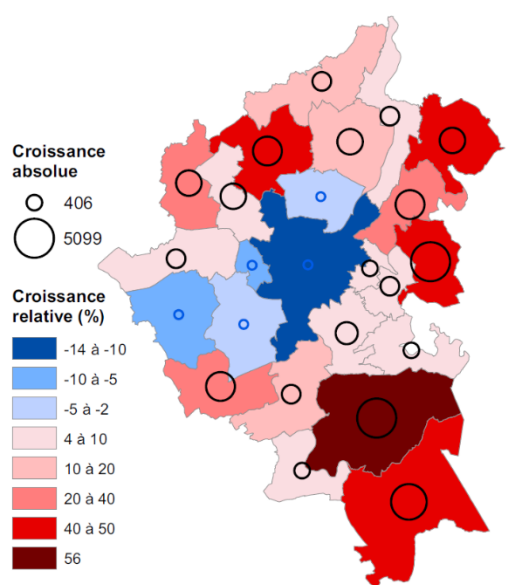 Croissance
absolue
406
5099
Croissance
relative (%)
-14 à -10
-10 à -5
-5 à -2
4 à 10
10 à 20
20 à 40
40 à 50
56